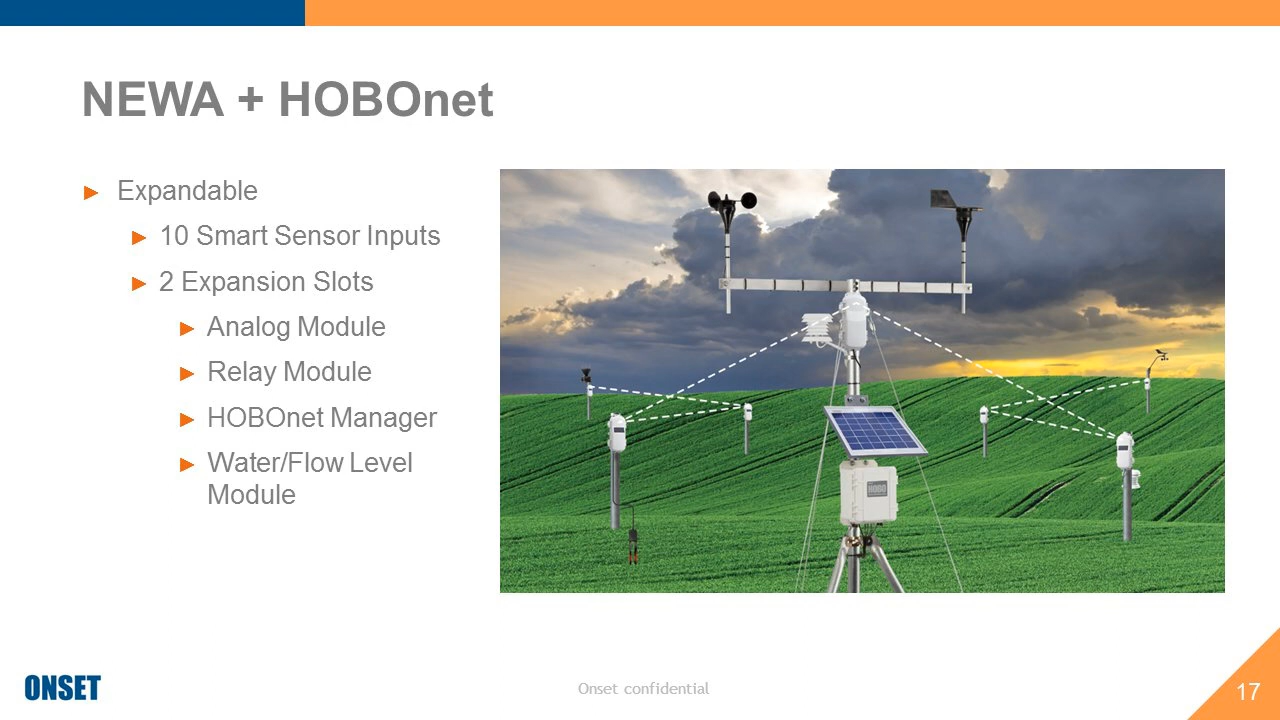 NEWA + HOBOnet
► Expandable
► 10 Smart Sensor Inputs
► 2 Expansion Slots
► Analog Module
► Relay Module
► HOBOnet Manager
► Water/Flow Level
Module
HOBO
ONSET
Onset confidential
17